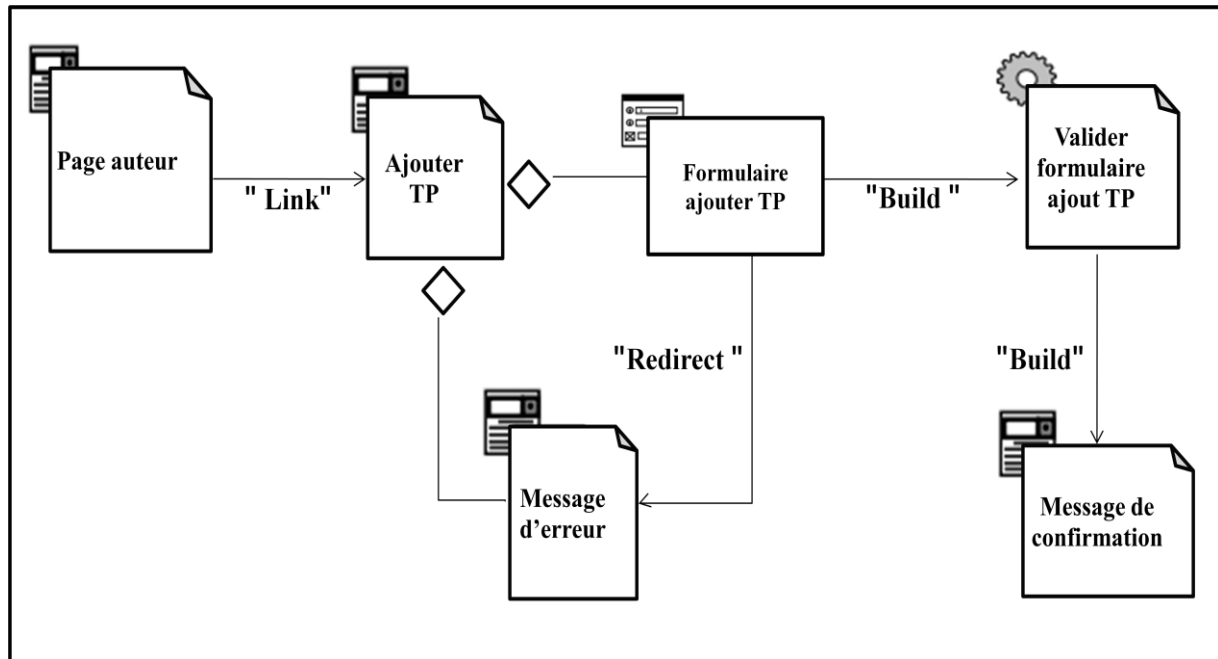 Page auteur
" Link"
Ajouter
TP
Formulaire
ajouter TP
"Build "
Valider
formulaire
ajout TP
"Redirect "
"Build"
Message
d’erreur
Message de
confirmation